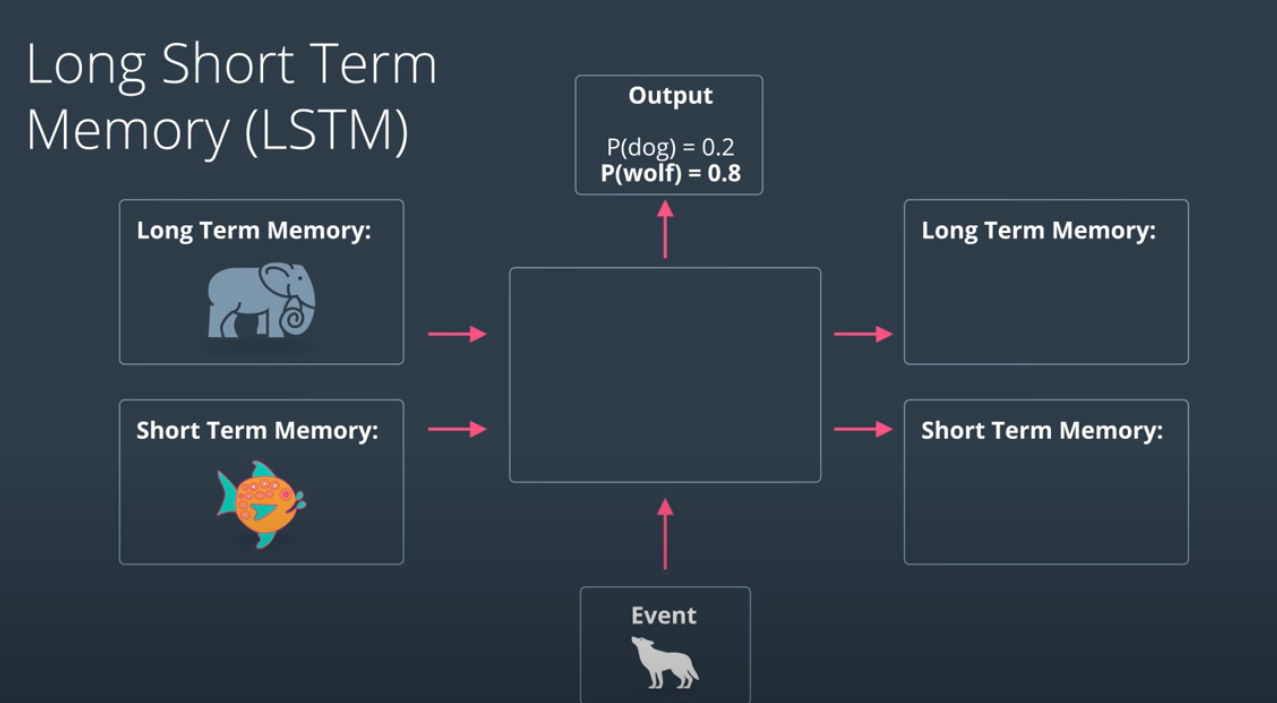 Long Short Term
Memory (LSTM)
Output
P(dog) = 0.2
P(wolf) = 0.8
Long Term Memory:
Long Term Memory:
Short Term Memory:
Short Term Memory:
Event